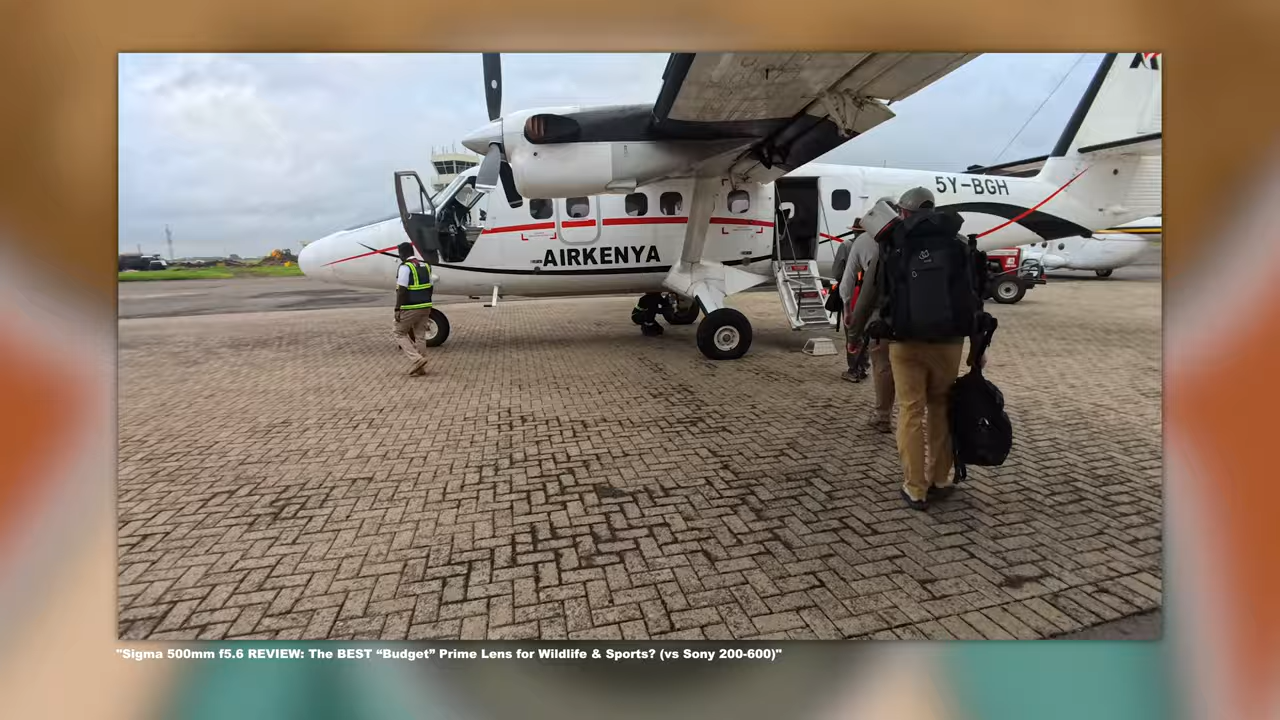 5Y-BGH
AIRKENYA
"Sigma 500mm f5.6 REVIEW: The BEST “Budget” Prime Lens for Wildlife & Sports? (vs Sony 200-600)"